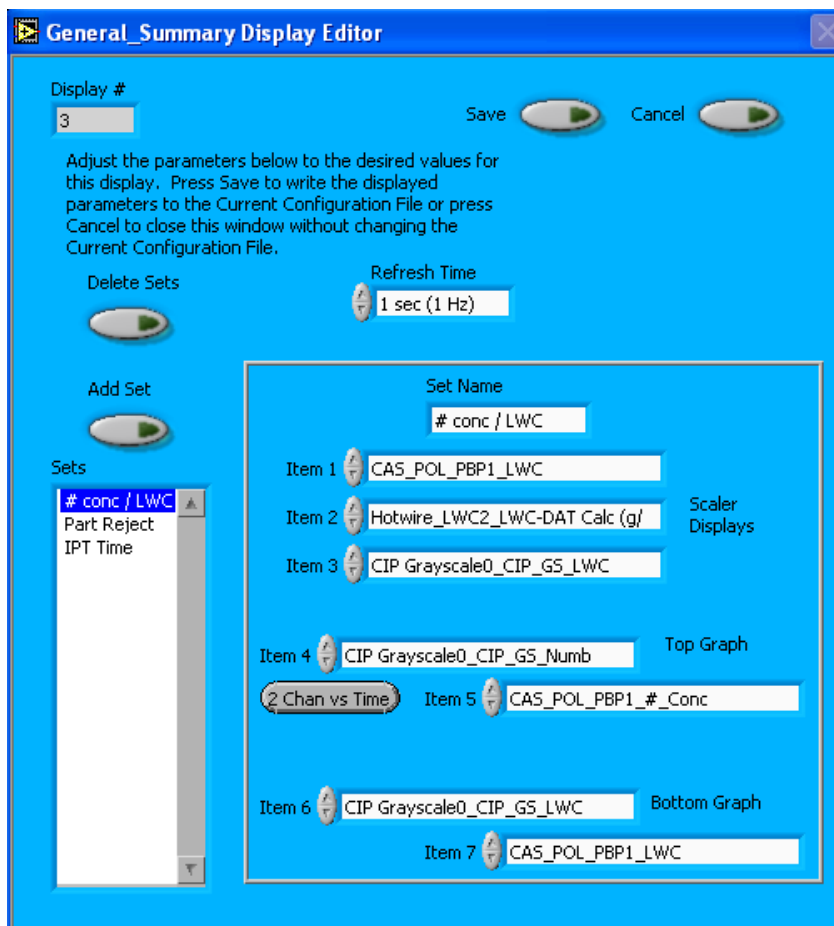 General_Summary Display Editor
Display #
3
Save
Cancel
Adjust the parameters below to the desired values for
this display. Press Save to write the displayed
parameters to the Current Configuration File or press
Cancel to close this window without changing the
Current Configuration File.
Delete Sets
Refresh Time
1 sec (1 Hz)
Add Set
Set Name
# conc / LWC
Sets
# conc / LWC
Part Reject
IPT Time
Item 1 CAS_POL_PBP1_LWC
Item 2 Hotwire_LWC2_LWC-DAT Calc (g/
Scaler
Displays
Item 3 CIP Grayscale0_CIP_GS_LWC
Item 4 CIP Grayscale0_CIP_GS_Numb
Top Graph
2 Chan vs Time
Item 5 CAS_POL_PBP1_#_Conc
Item 6 CIP Grayscale0_CIP_GS_LWC
Bottom Graph
Item 7 CAS_POL_PBP1_LWC